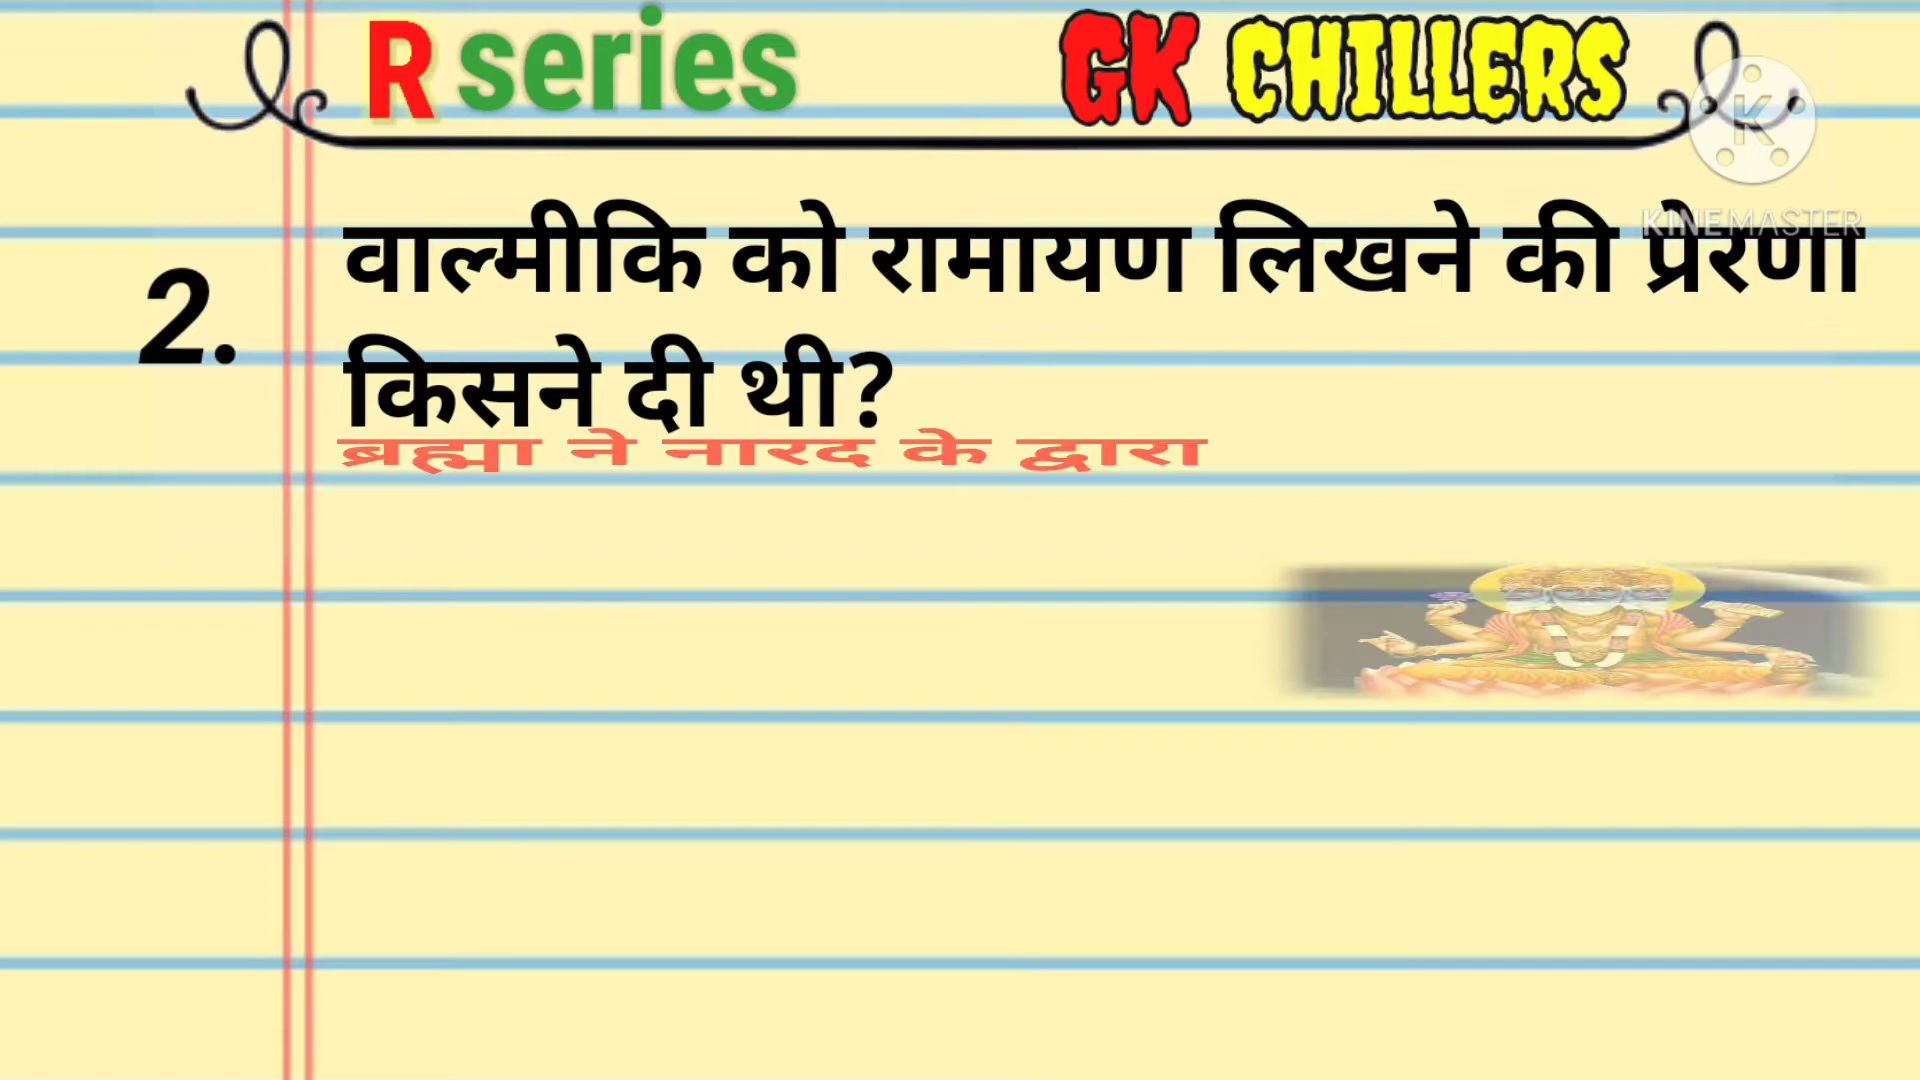 R series GK CHILLERS
KINEMASTER
2. वाल्मीकि को रामायण लिखने की प्रेरणा
किसने दी थी?
ब्रह्मा ने नारद के द्वारा